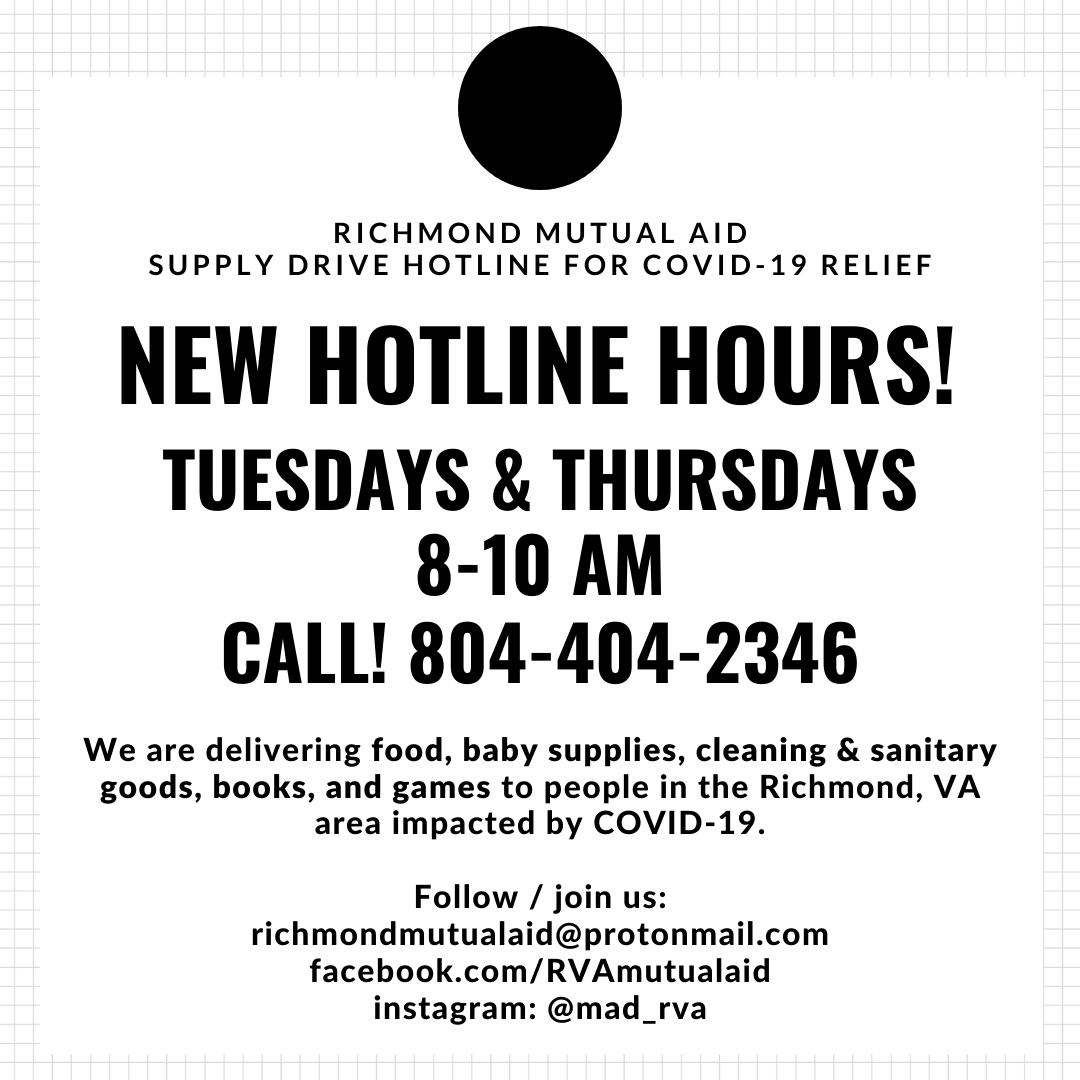 RICHMOND MUTUAL AID
SUPPLY DRIVE HOTLINE FOR COVID-19 RELIEF
NEW HOTLINE HOURS!
TUESDAYS & THURSDAYS
8-10 AM
CALL! 804-404-2346
We are delivering food, baby supplies, cleaning & sanitary
goods, books, and games to people in the Richmond, VA
area impacted by COVID-19.
Follow / join us:
richmondmutualaid@protonmail.com
facebook.com/RVAmutualaid
instagram: @mad_rva